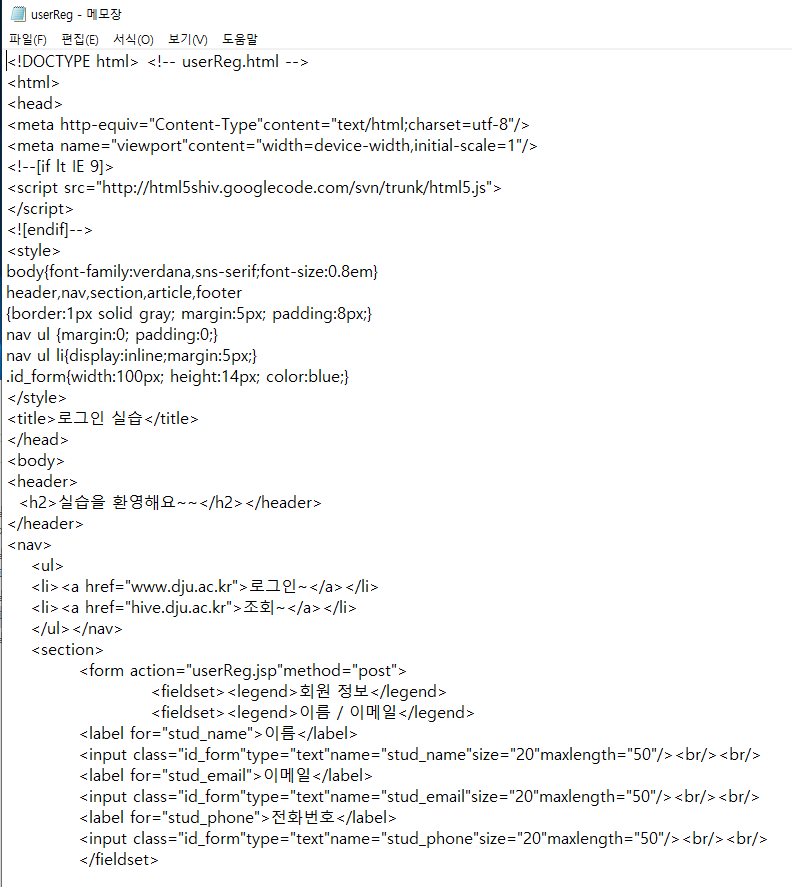 userReg - 메모장
파일(F) 편집(E) 서식(O) 보기(V) 도움말
<!DOCTYPE html> <!-- userReg.html -->
<html>
<head>
<meta http-equiv="Content-Type"content="text/html;charset=utf-8"/>
<meta name="viewport"content="width=device-width,initial-scale=1"/>
<!--[if lt IE 9]>
<script src="http://html5shiv.googlecode.com/svn/trunk/html5.js">
</script>
<![endif]-->
<style>
body{font-family:verdana,sns-serif;font-size:0.8em}
header,nav,section,article,footer
{border:1px solid gray; margin:5px; padding:8px;}
nav ul {margin:0; padding:0;}
nav ul li{display:inline;margin:5px;}
.id_form{width:100px; height:14px; color:blue;}
</style>
<title>로그인 실습</title>
</head>
<body>
<header>
<h2>실습을 환영해요~~</h2></header>
</header>
<nav>
<ul>
<li><a href="www.dju.ac.kr">로그인~</a></li>
<li><a href="hive.dju.ac.kr">조회~</a></li>
</ul></nav>
<section>
<form action="userReg.jsp"method="post">
<fieldset><legend>회원 정보</legend>
<fieldset><legend>이름 / 이메일</legend>
<label for="stud_name">이름</label>
<input class="id_form"type="text"name="stud_name"size="20"maxlength="50"/><br/><br/>
<label for="stud_email">이메일</label>
<input class="id_form"type="text"name="stud_email"size="20"maxlength="50"/><br/><br/>
<label for="stud_phone">전화번호</label>
<input class="id_form"type="text"name="stud_phone"size="20"maxlength="50"/><br/><br/>
</fieldset>